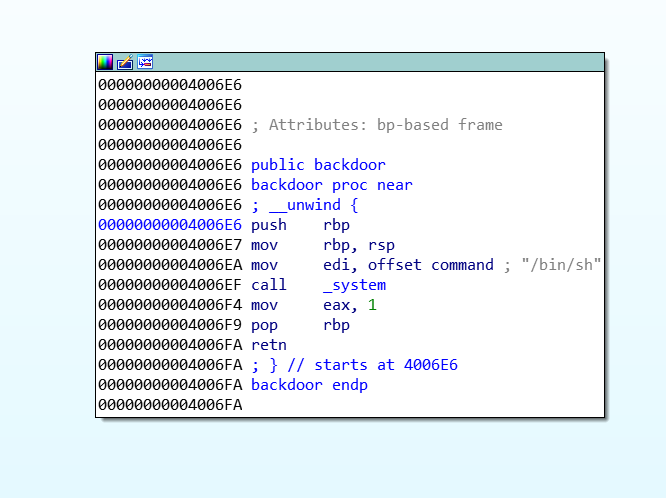 00000000004006E6
00000000004006E6
00000000004006E6 ; Attributes: bp-based frame
00000000004006E6
00000000004006E6 public backdoor
00000000004006E6 backdoor proc near
00000000004006E6 ; __unwind {
00000000004006E6 push    rbp
00000000004006E7 mov     rbp, rsp
00000000004006EA mov     edi, offset command ; "/bin/sh"
00000000004006EF call    _system
00000000004006F4 mov     eax, 1
00000000004006F9 pop     rbp
00000000004006FA retn
00000000004006FA ; } // starts at 4006E6
00000000004006FA backdoor endp
00000000004006FA